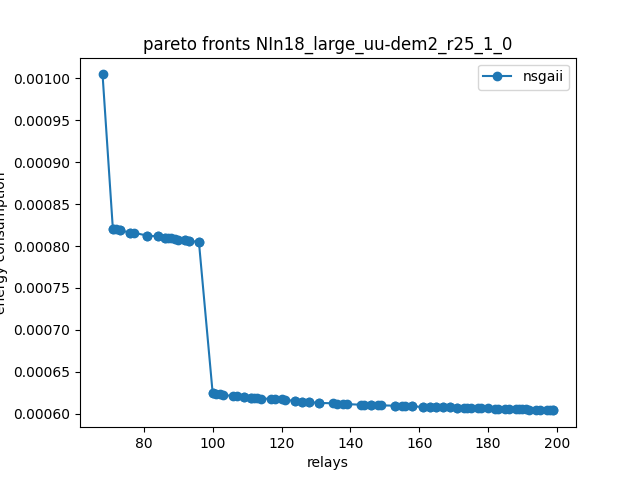 pareto fronts NIn18_large_uu-dem2_r25_1_0
nsgaii
0.00100
0.00095
0.00090
0.00085
0.00080
0.00075
0.00070
0.00065
0.00060
energy consumption
80 100 120 140 160 180 200
relays